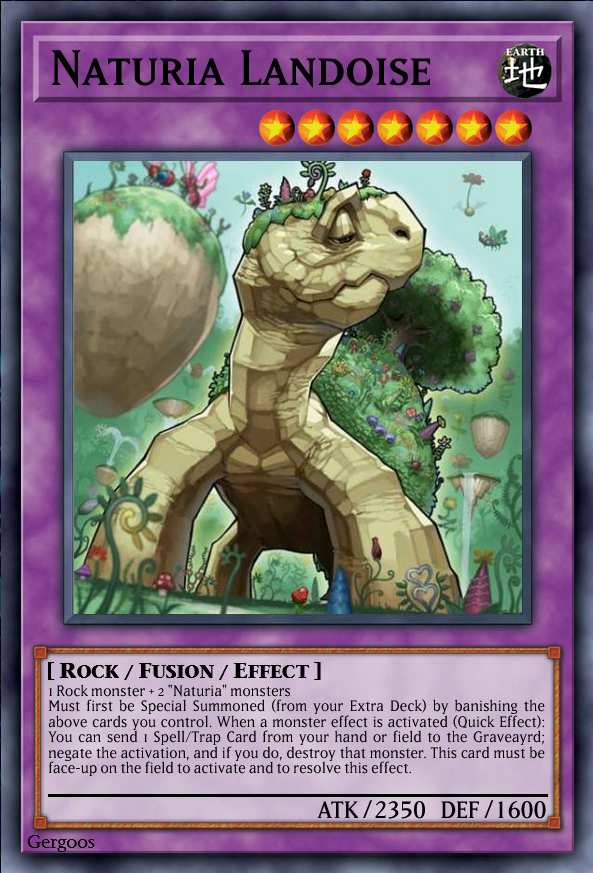 Naturia Landoise
EARTH
地
[ Rock / Fusion / Effect ]
1 Rock monster + 2 "Naturia" monsters
Must first be Special Summoned (from your Extra Deck) by banishing the
above cards you control. When a monster effect is activated (Quick Effect):
You can send 1 Spell/Trap Card from your hand or field to the Graveayrd;
negate the activation, and if you do, destroy that monster. This card must be
face-up on the field to activate and to resolve this effect.
ATK/2350 DEF/1600
Gergoos